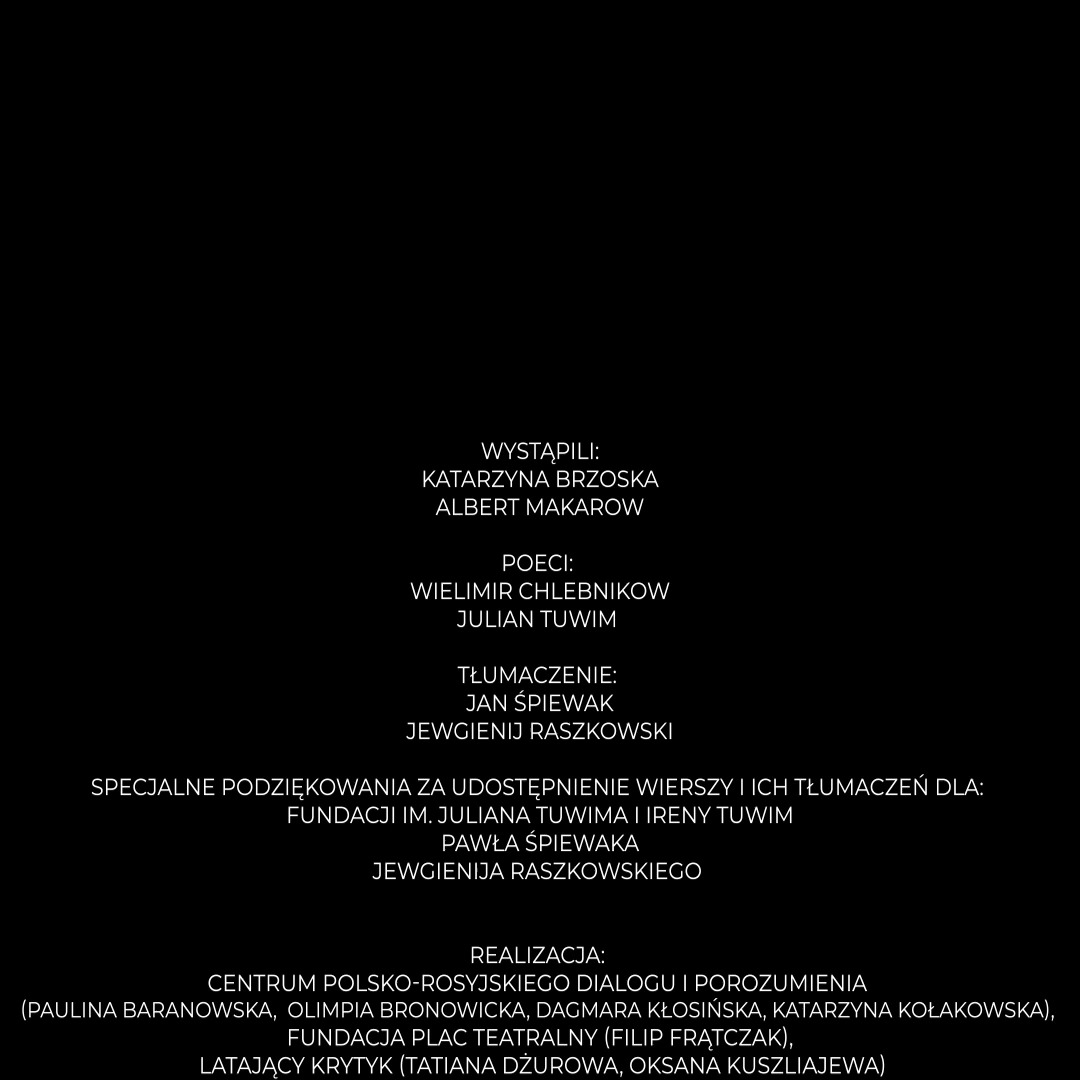 WYSTĄPILI:
KATARZYNA BRZOSKA
ALBERT MAKAROW
POECI:
WIELIMIR CHLEBNIKOW
JULIAN TUWIM
TŁUMACZENIE:
JAN ŚPIEWAK
JEWGIENIJ RASZKOWSKI
SPECJALNE PODZIĘKOWANIA ZA UDOSTĘPNIENIE WIERSZY I ICH TŁUMACZEŃ DLA:
FUNDACJI IM. JULIANA TUWIMA I IRENY TUWIM
PAWŁA ŚPIEWAKA
JEWGIENIJA RASZKOWSKIEGO
REALIZACJA:
CENTRUM POLSKO-ROSYJSKIEGO DIALOGU I POROZUMIENIA
(PAULINA BARANOWSKA, OLIMPIA BRONOWICKA, DAGMARA KŁOSIŃSKA, KATARZYNA KOŁAKOWSKA),
FUNDACJA PLAC TEATRALNY (FILIP FRĄTCZAK),
LATAJĄCY KRYTYK (TATIANA DŻUROWA, OKSANA KUSZLIAJEWA)